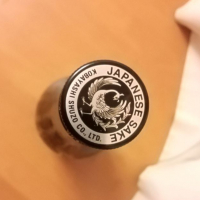 JAPANESE SAKE
KOBAYASHI SHUZO CO., LTD.